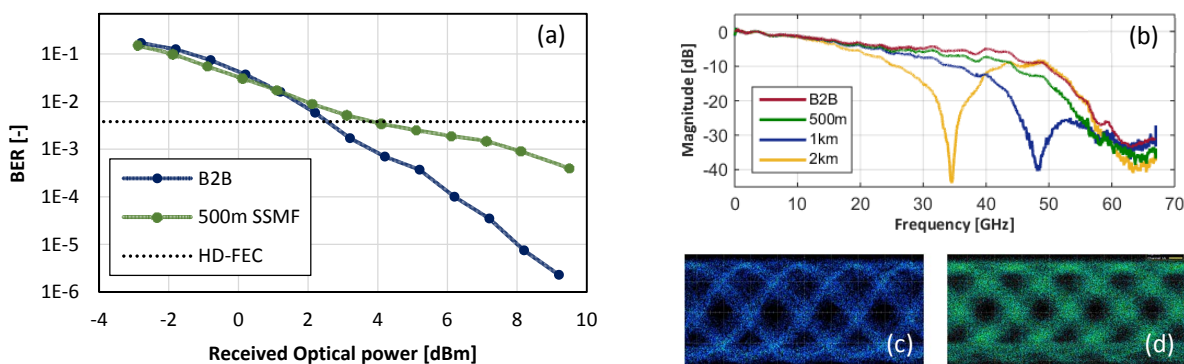 (a)
1E-1
1E-2
1E-3
1E-4
1E-5
1E-6
BER [-]
B2B
500m SSMF
HD-FEC
-4 -2 0 2 4 6 8 10
Received Optical power [dBm]
(b)
0
-10
-20
-30
-40
Magnitude [dB]
B2B
500m
1km
2km
0 10 20 30 40 50 60 70
Frequency [GHz]
(c)
(d)